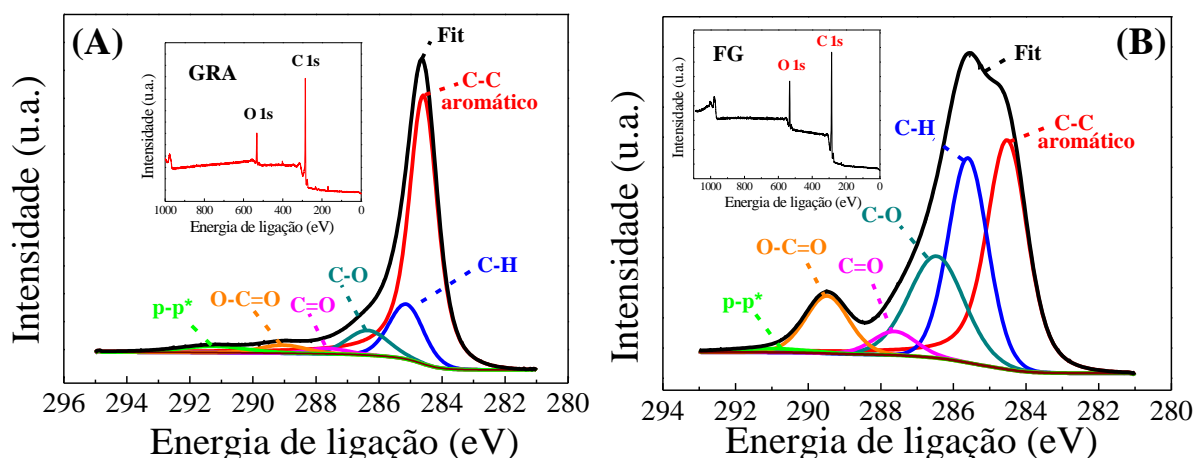 (A)
GRA
C 1s
O 1s
Intensidade (u.a.)
1000 800 600 400 200 0
Energia de ligação (eV)
Fit
C-C
aromático
C-H
C-O
C=O
O-C=O
p-p*
Intensidade (u.a.)
296 294 292 290 288 286 284 282 280
Energia de ligação (eV)
(B)
FG
C 1s
O 1s
Intensidade (u.a.)
1000 800 600 400 200 0
Energia de ligação (eV)
Fit
C-H
C-C
aromático
C-O
O-C=O
C=O
p-p*
Intensidade (u.a.)
294 292 290 288 286 284 282 280
Energia de ligação (eV)